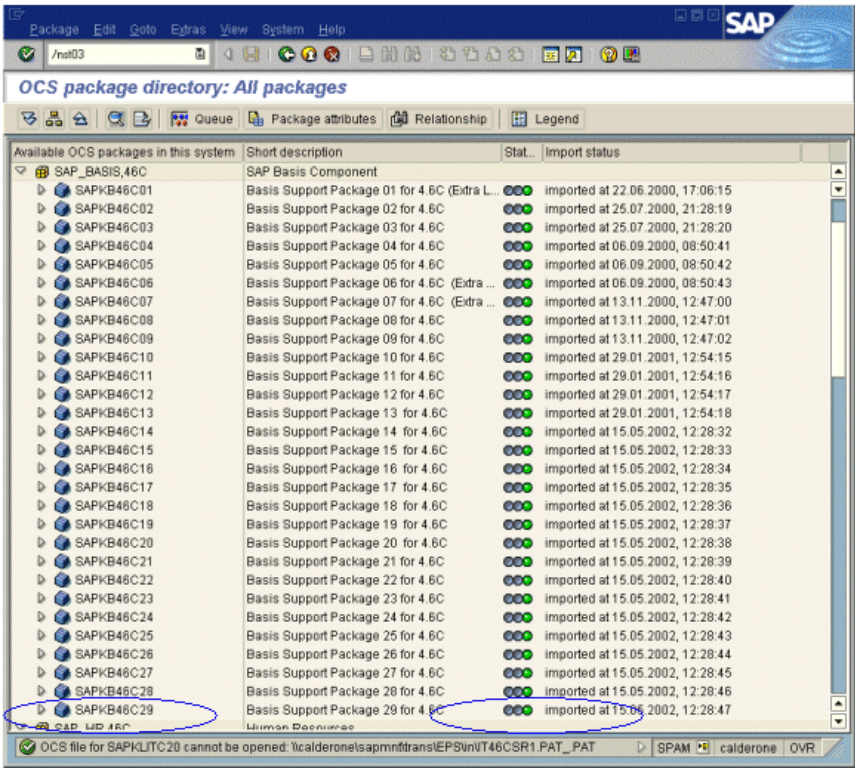 Package Edit Goto Extras View System Help
SAP
/nst03
OCS package directory: All packages
Queue Package attributes Relationship Legend
Available OCS packages in this system Short description Stat... Import status
SAP_BASIS,46C SAP Basis Component
SAPKB46C01 Basis Support Package 01 for 4.6C (Extra L... imported at 22.06.2000, 17:06:15
SAPKB46C02 Basis Support Package 02 for 4.6C imported at 25.07.2000, 21:28:19
SAPKB46C03 Basis Support Package 03 for 4.6C imported at 25.07.2000, 21:28:20
SAPKB46C04 Basis Support Package 04 for 4.6C imported at 06.09.2000, 08:50:41
SAPKB46C05 Basis Support Package 05 for 4.6C imported at 06.09.2000, 08:50:42
SAPKB46C06 Basis Support Package 06 for 4.6C (Extra ... imported at 06.09.2000, 08:50:43
SAPKB46C07 Basis Support Package 07 for 4.6C (Extra ... imported at 13.11.2000, 12:47:00
SAPKB46C08 Basis Support Package 08 for 4.6C imported at 13.11.2000, 12:47:01
SAPKB46C09 Basis Support Package 09 for 4.6C imported at 13.11.2000, 12:47:02
SAPKB46C10 Basis Support Package 10 for 4.6C imported at 29.01.2001, 12:54:15
SAPKB46C11 Basis Support Package 11 for 4.6C imported at 29.01.2001, 12:54:16
SAPKB46C12 Basis Support Package 12 for 4.6C imported at 29.01.2001, 12:54:17
SAPKB46C13 Basis Support Package 13 for 4.6C imported at 29.01.2001, 12:54:18
SAPKB46C14 Basis Support Package 14 for 4.6C imported at 15.05.2002, 12:28:32
SAPKB46C15 Basis Support Package 15 for 4.6C imported at 15.05.2002, 12:28:33
SAPKB46C16 Basis Support Package 16 for 4.6C imported at 15.05.2002, 12:28:34
SAPKB46C17 Basis Support Package 17 for 4.6C imported at 15.05.2002, 12:28:35
SAPKB46C18 Basis Support Package 18 for 4.6C imported at 15.05.2002, 12:28:36
SAPKB46C19 Basis Support Package 19 for 4.6C imported at 15.05.2002, 12:28:37
SAPKB46C20 Basis Support Package 20 for 4.6C imported at 15.05.2002, 12:28:38
SAPKB46C21 Basis Support Package 21 for 4.6C imported at 15.05.2002, 12:28:39
SAPKB46C22 Basis Support Package 22 for 4.6C imported at 15.05.2002, 12:28:40
SAPKB46C23 Basis Support Package 23 for 4.6C imported at 15.05.2002, 12:28:41
SAPKB46C24 Basis Support Package 24 for 4.6C imported at 15.05.2002, 12:28:42
SAPKB46C25 Basis Support Package 25 for 4.6C imported at 15.05.2002, 12:28:43
SAPKB46C26 Basis Support Package 26 for 4.6C imported at 15.05.2002, 12:28:44
SAPKB46C27 Basis Support Package 27 for 4.6C imported at 15.05.2002, 12:28:45
SAPKB46C28 Basis Support Package 28 for 4.6C imported at 15.05.2002, 12:28:46
SAPKB46C29 Basis Support Package 29 for 4.6C imported at 15.05.2002, 12:28:47
SAP_HR,46C Human Resources
OCS file for SAPKLITC20 cannot be opened: \\calderone\sapmnt\trans\EPS\in\IT46CSR1.PAT_.PAT SPAM calderone OVR